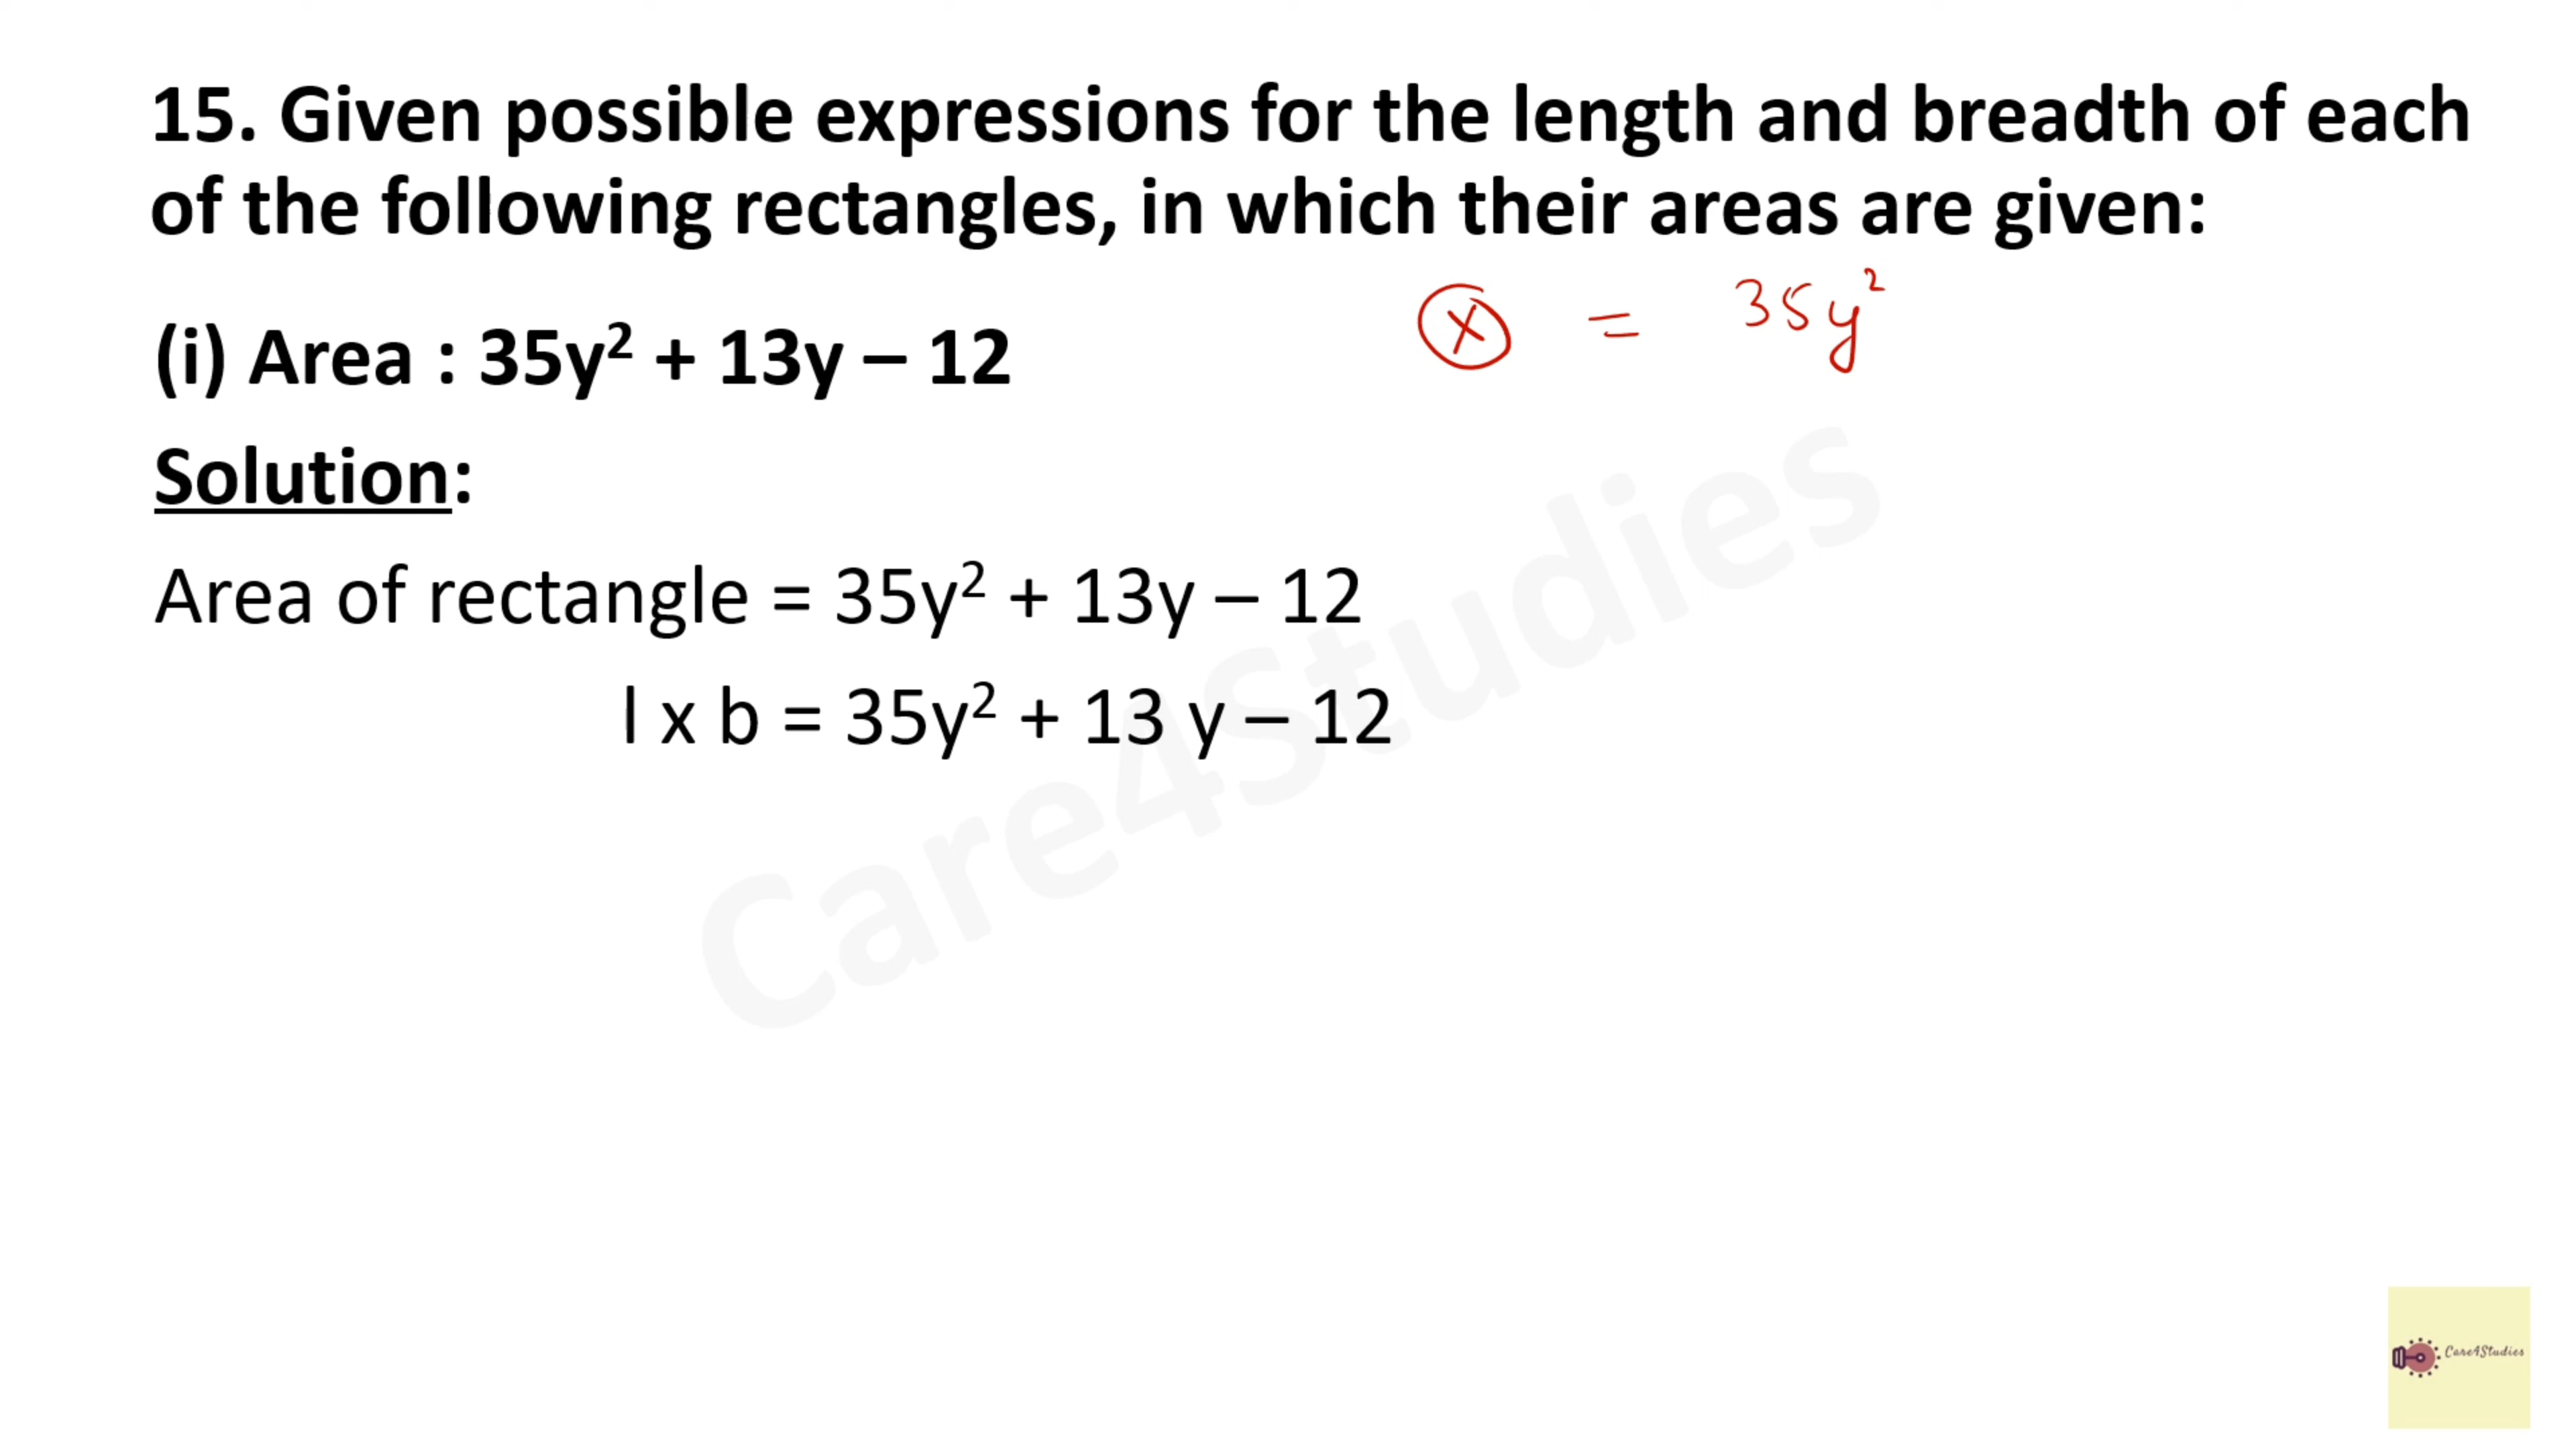 15. Given possible expressions for the length and breadth of each
of the following rectangles, in which their areas are given:
(i) Area : 35y² + 13y – 12
ⓧ = 35y²
Solution:
Area of rectangle = 35y² + 13y – 12
l x b = 35y² + 13 y – 12
Care4Studies
Care4Studies